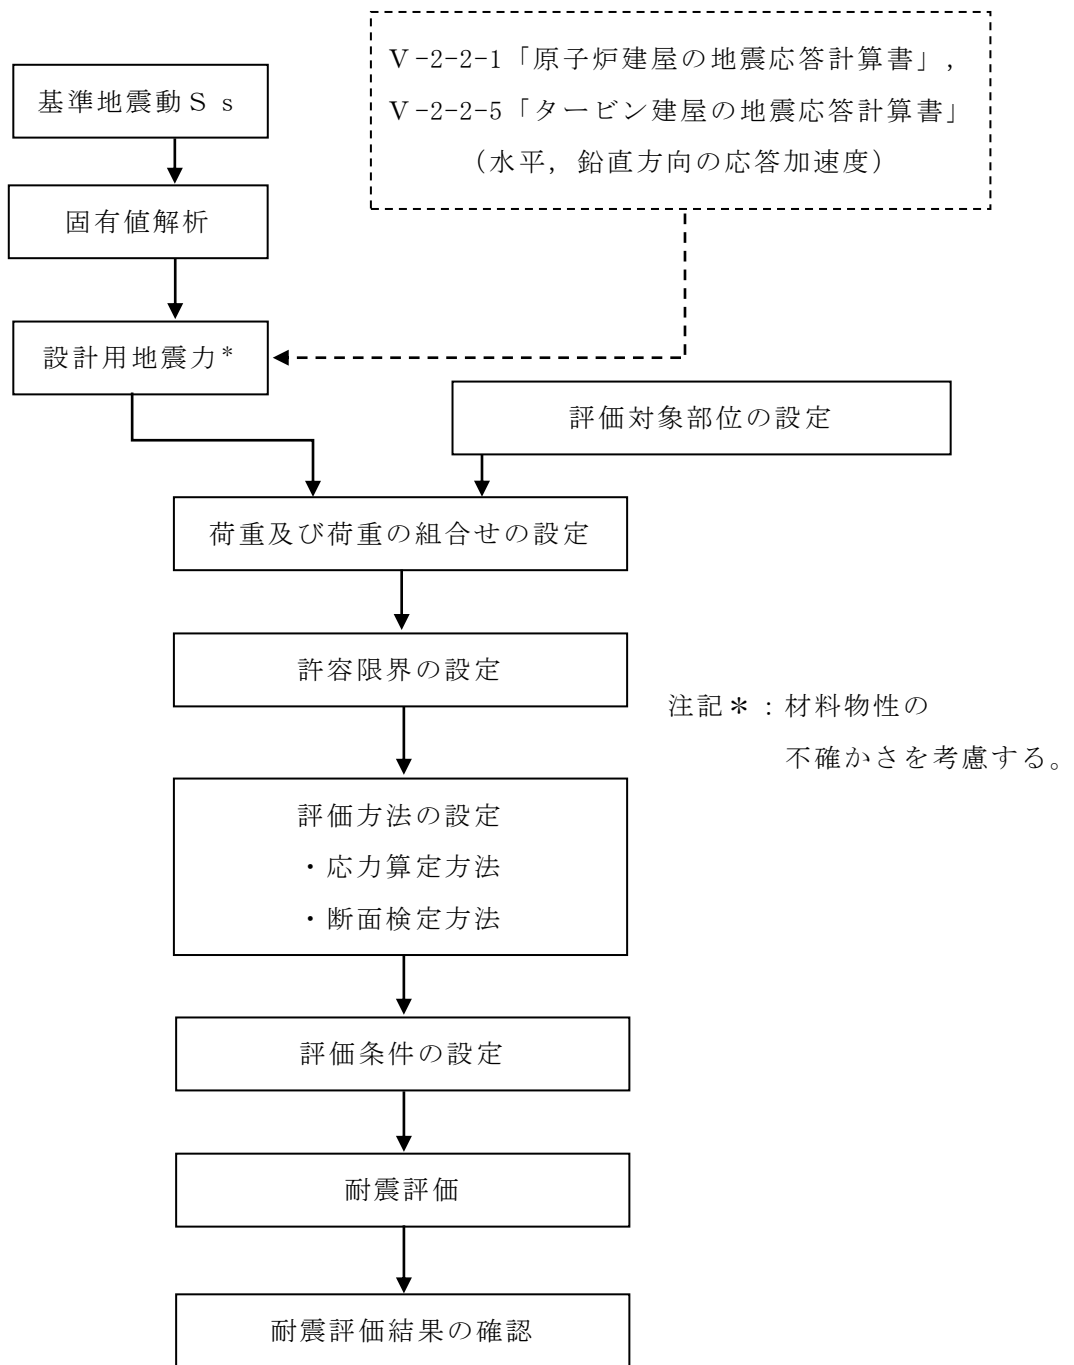 Ⅴ-2-2-1「原子炉建屋の地震応答計算書」,
Ⅴ-2-2-5「タービン建屋の地震応答計算書」
（水平，鉛直方向の応答加速度）
基準地震動Ｓｓ
固有値解析
設計用地震力*
評価対象部位の設定
荷重及び荷重の組合せの設定
許容限界の設定
注記＊：材料物性の
不確かさを考慮する。
評価方法の設定
・応力算定方法
・断面検定方法
評価条件の設定
耐震評価
耐震評価結果の確認